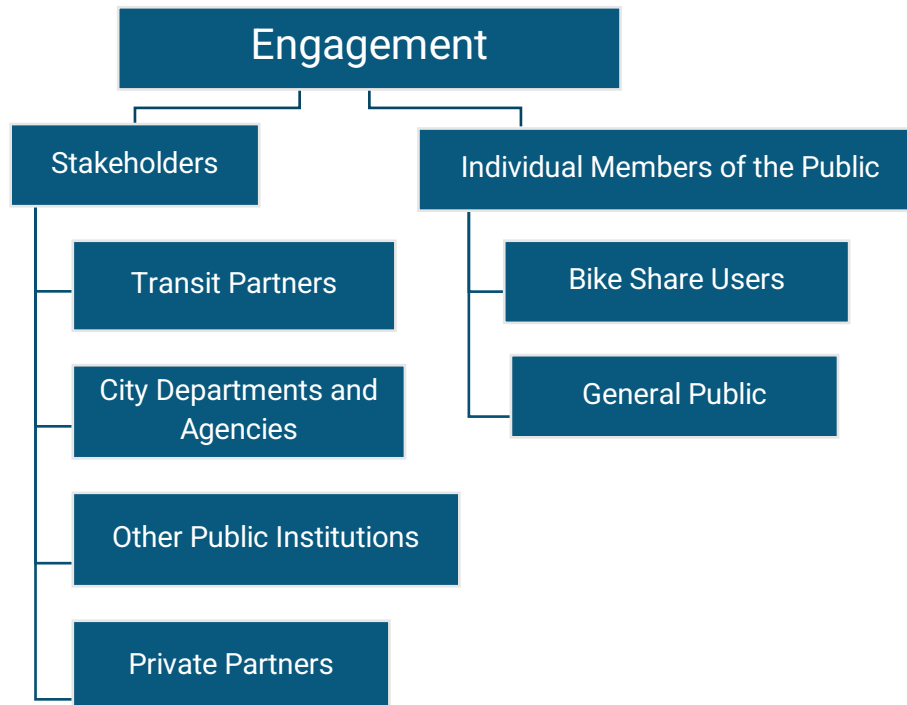 Engagement
Stakeholders
Transit Partners
City Departments and
Agencies
Other Public Institutions
Private Partners
Individual Members of the Public
Bike Share Users
General Public